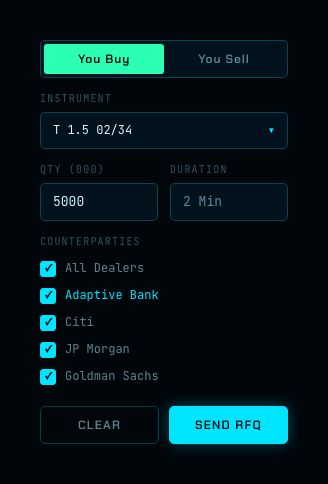 You Buy You Sell
INSTRUMENT
T 1.5 02/34
QTY (000) DURATION
5000 2 Min
COUNTERPARTIES
All Dealers
Adaptive Bank
Citi
JP Morgan
Goldman Sachs
CLEAR SEND RFQ